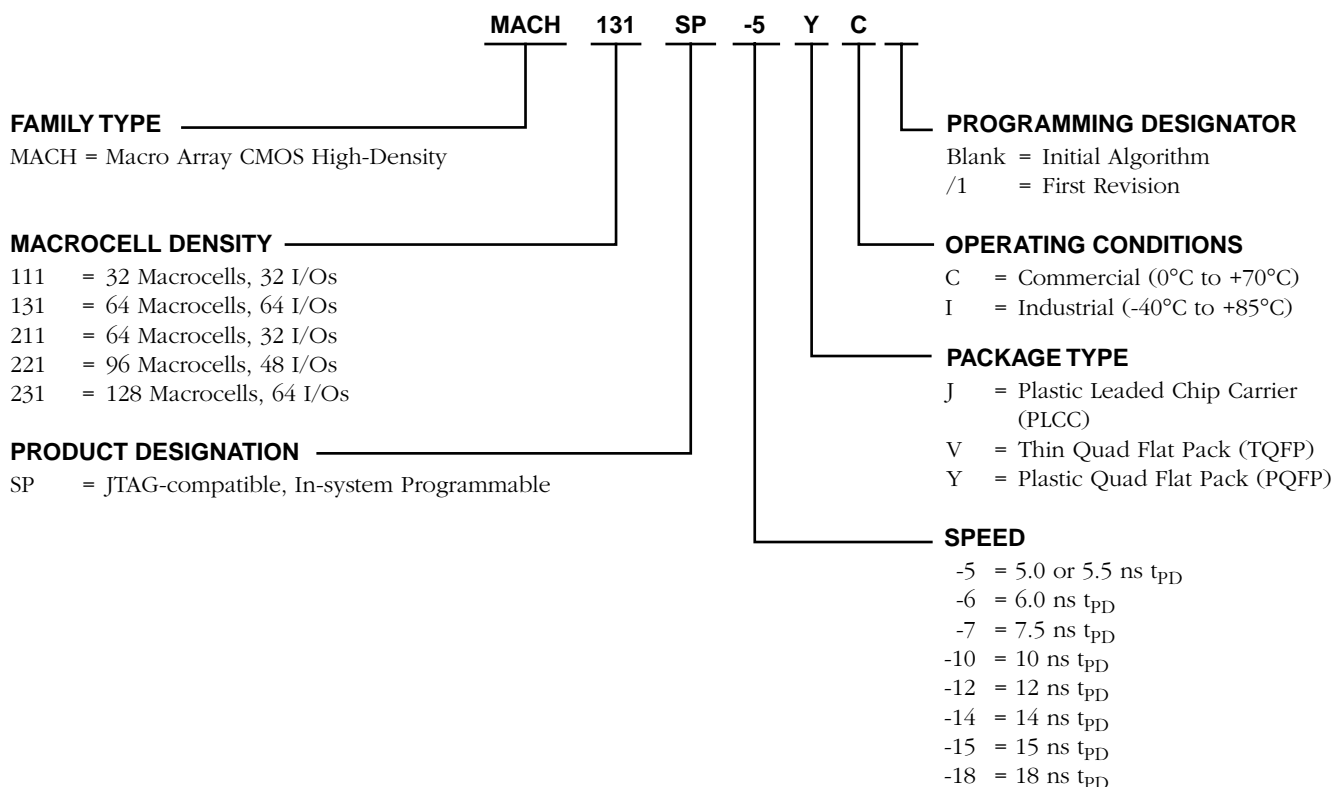 MACH 131 SP -5 Y C
FAMILY TYPE
MACH = Macro Array CMOS High-Density
MACROCELL DENSITY
111 = 32 Macrocells, 32 I/Os
131 = 64 Macrocells, 64 I/Os
211 = 64 Macrocells, 32 I/Os
221 = 96 Macrocells, 48 I/Os
231 = 128 Macrocells, 64 I/Os
PRODUCT DESIGNATION
SP = JTAG-compatible, In-system Programmable
PROGRAMMING DESIGNATOR
Blank = Initial Algorithm
/1 = First Revision
OPERATING CONDITIONS
C = Commercial (0°C to +70°C)
I = Industrial (-40°C to +85°C)
PACKAGE TYPE
J = Plastic Leaded Chip Carrier
(PLCC)
V = Thin Quad Flat Pack (TQFP)
Y = Plastic Quad Flat Pack (PQFP)
SPEED
-5 = 5.0 or 5.5 ns tPD
-6 = 6.0 ns tPD
-7 = 7.5 ns tPD
-10 = 10 ns tPD
-12 = 12 ns tPD
-14 = 14 ns tPD
-15 = 15 ns tPD
-18 = 18 ns tPD